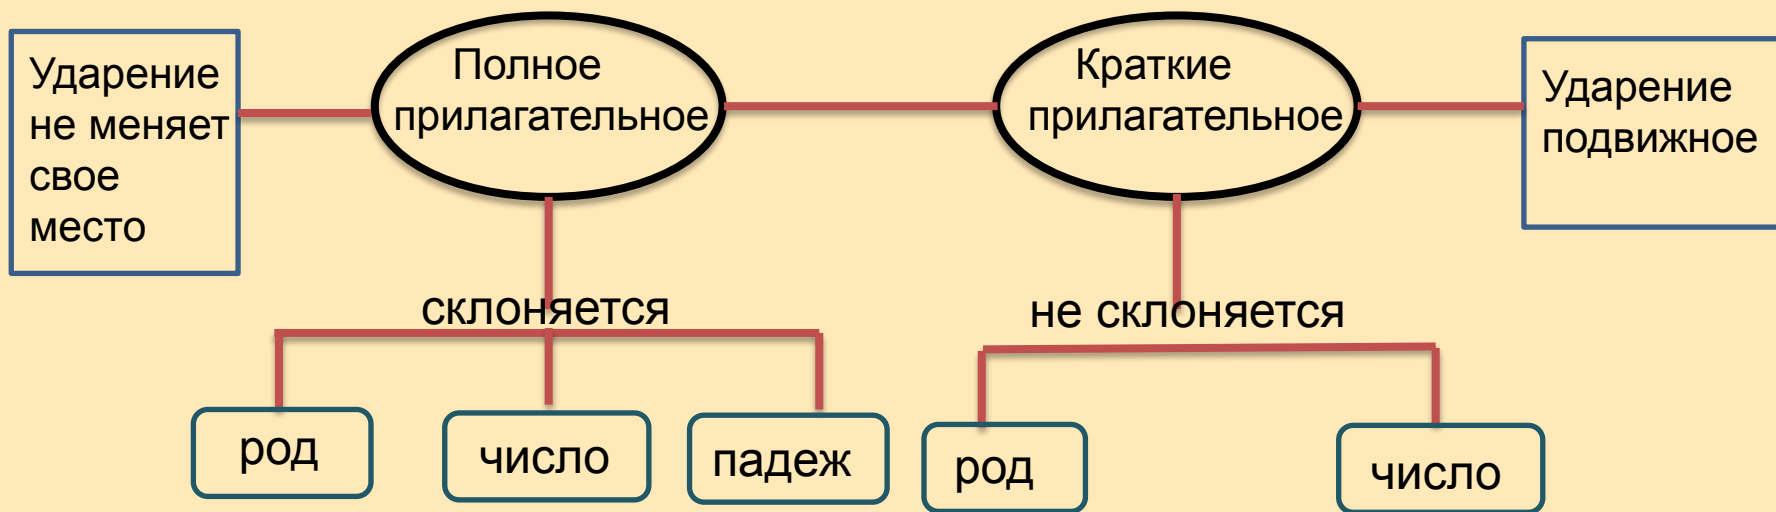 Ударение
не меняет
свое
место
Полное
прилагательное
Краткие
прилагательное
Ударение
подвижное
склоняется
не склоняется
род
число
падеж
род
число